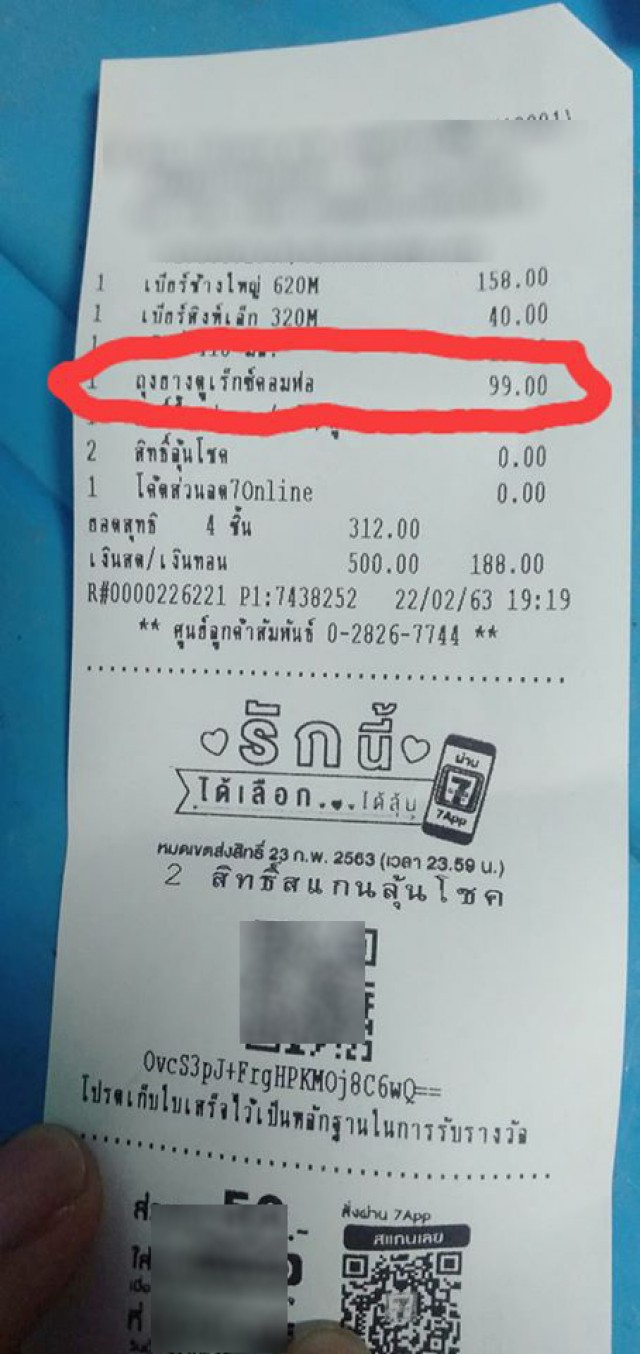 1 เบียร์ช้างใหญ่ 620M 158.00
1 เบียร์สิงห์เล็ก 320M 40.00
1
1 ถุงยางดูเร็กซ์คอมฟอ 99.00
2 สิทธิ์ลุ้นโชค 0.00
1 โค้ดส่วนลด7Online 0.00
ยอดสุทธิ 4 ชิ้น 312.00
เงินสด/เงินทอน 500.00 188.00
R#0000226221 P1:7438252 22/02/63 19:19
** ศูนย์ลูกค้าสัมพันธ์ 0-2826-7744 **
รักนี้
ได้เลือก...ได้ลุ้น
ผ่าน
7
7App
หมดเขตส่งสิทธิ์ 23 ก.พ. 2563 (เวลา 23.59 น.)
2 สิทธิ์สแกนลุ้นโชค
OvcS3pJ+FrgHPKMOj8C6wQ==
โปรดเก็บใบเสร็จไว้เป็นหลักฐานในการรับรางวัล
สั่งผ่าน 7App
สแกนเลย
ที่